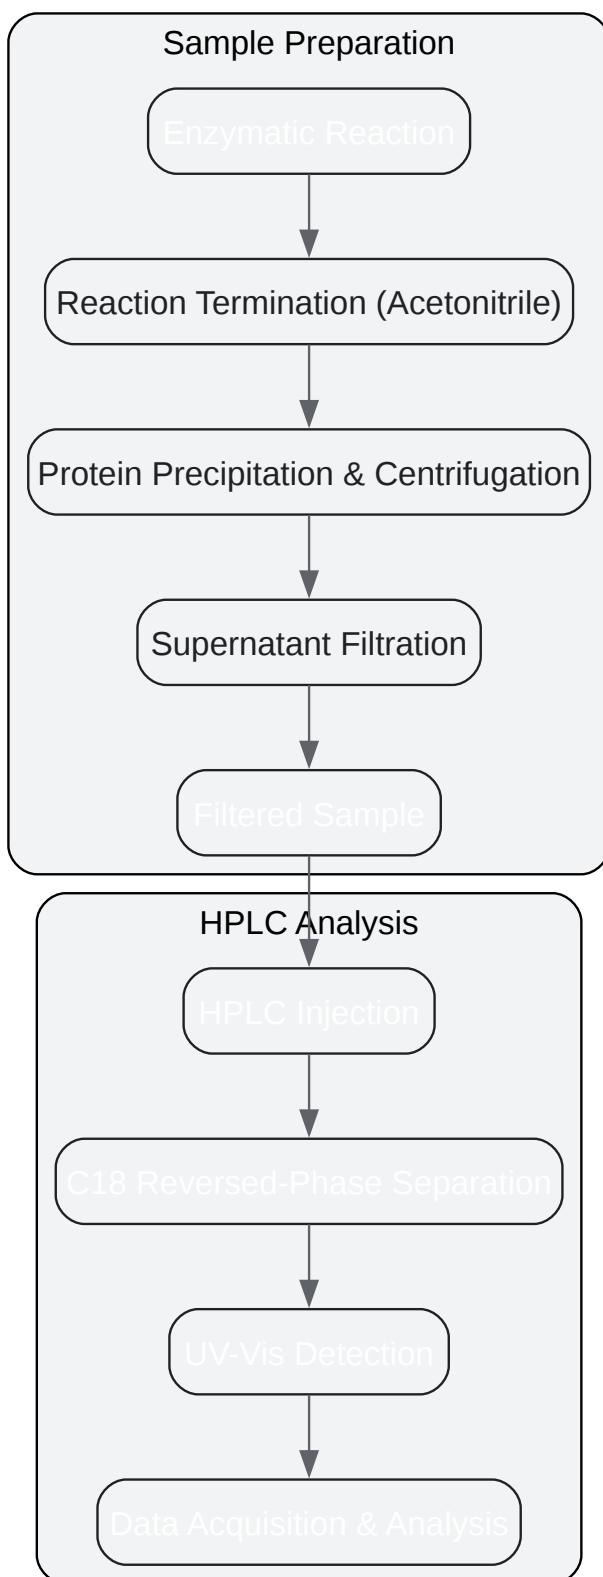 Sample Preparation
Enzymatic Reaction
Reaction Termination (Acetonitrile)
Protein Precipitation & Centrifugation
Supernatant Filtration
Filtered Sample
HPLC Analysis
HPLC Injection
C18 Reversed-Phase Separation
UV-Vis Detection
Data Acquisition & Analysis